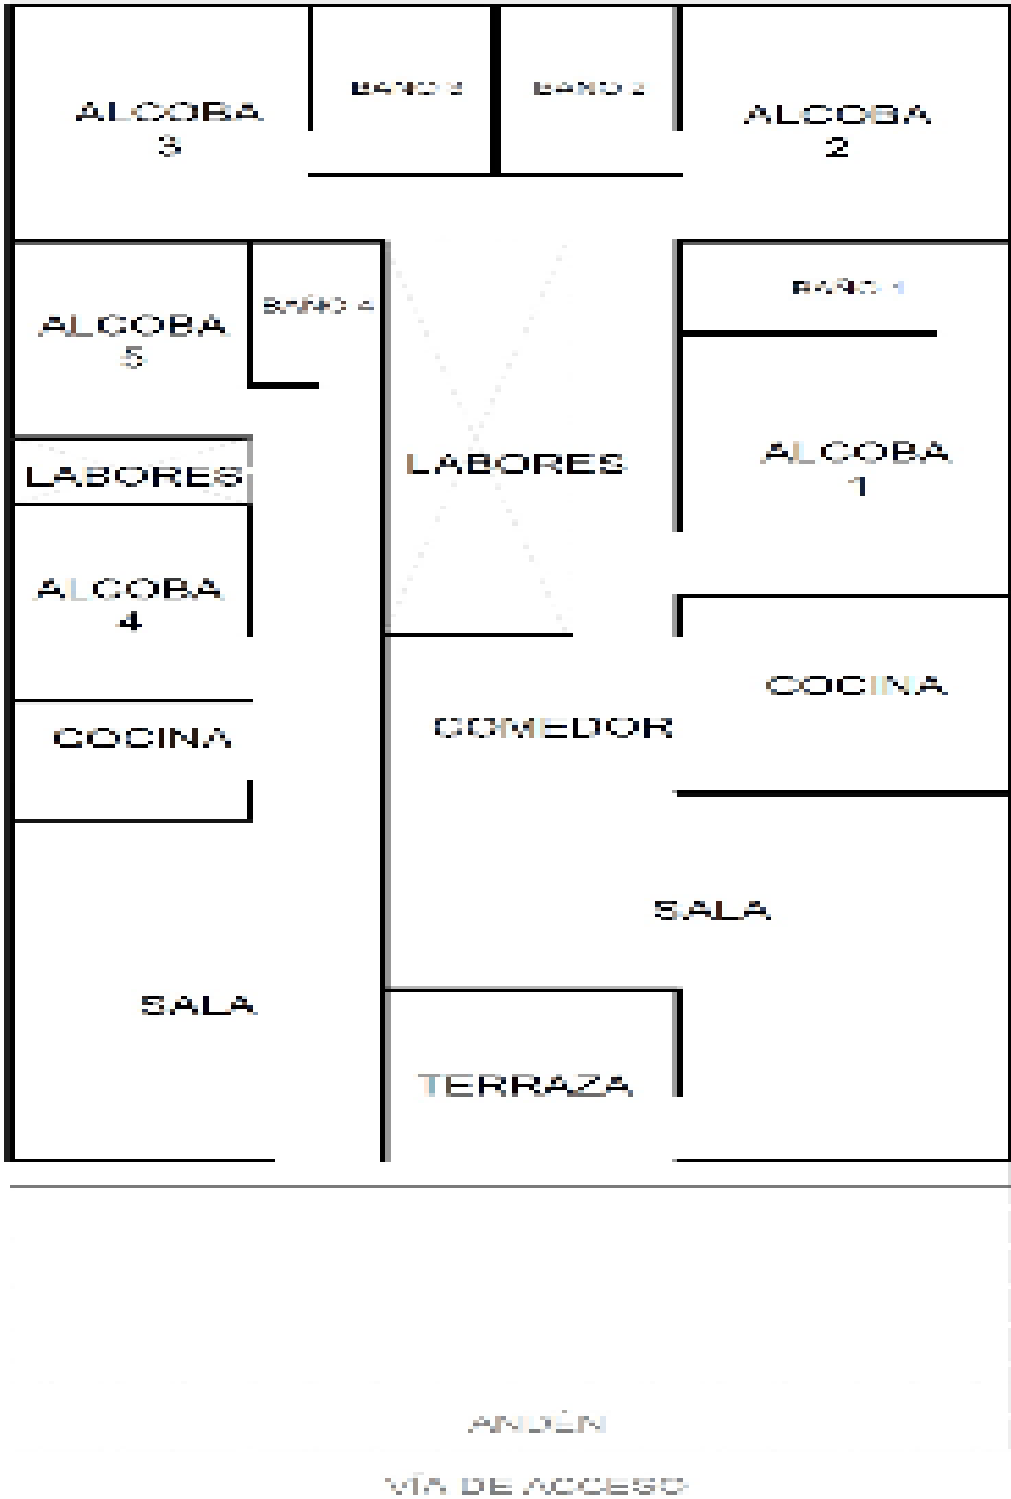 ALCOBA
3
BAÑO 3
BAÑO 2
ALCOBA
2
ALCOBA
5
BAÑO 4
BAÑO 1
LABORES
LABORES
ALCOBA
1
ALCOBA
4
COCINA
COCINA
COMEDOR
SALA
SALA
TERRAZA
ANDÉN
VÍA DE ACCESO